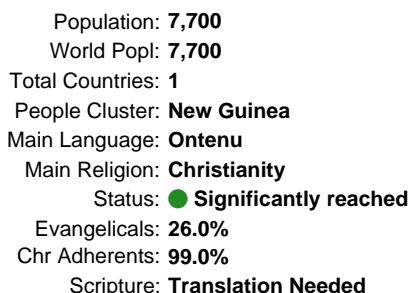 Population: 7,700
World Popl: 7,700
Total Countries: 1
People Cluster: New Guinea
Main Language: Ontenu
Main Religion: Christianity
Status: Significantly reached
Evangelicals: 26.0%
Chr Adherents: 99.0%
Scripture: Translation Needed